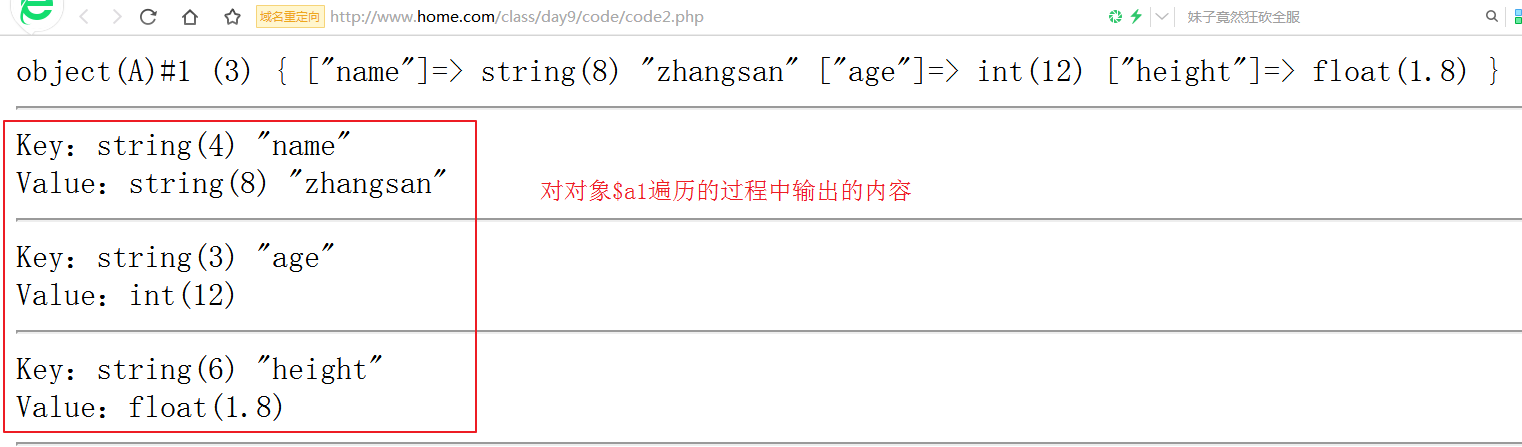 域名重定向 http://www.home.com/class/day9/code/code2.php 妹子竟然狂砍全服
object(A)#1 (3) { ["name"]=> string(8) "zhangsan" ["age"]=> int(12) ["height"]=> float(1.8) }
Key：string(4) "name"
Value：string(8) "zhangsan"
对对象$a1遍历的过程中输出的内容
Key：string(3) "age"
Value：int(12)
Key：string(6) "height"
Value：float(1.8)